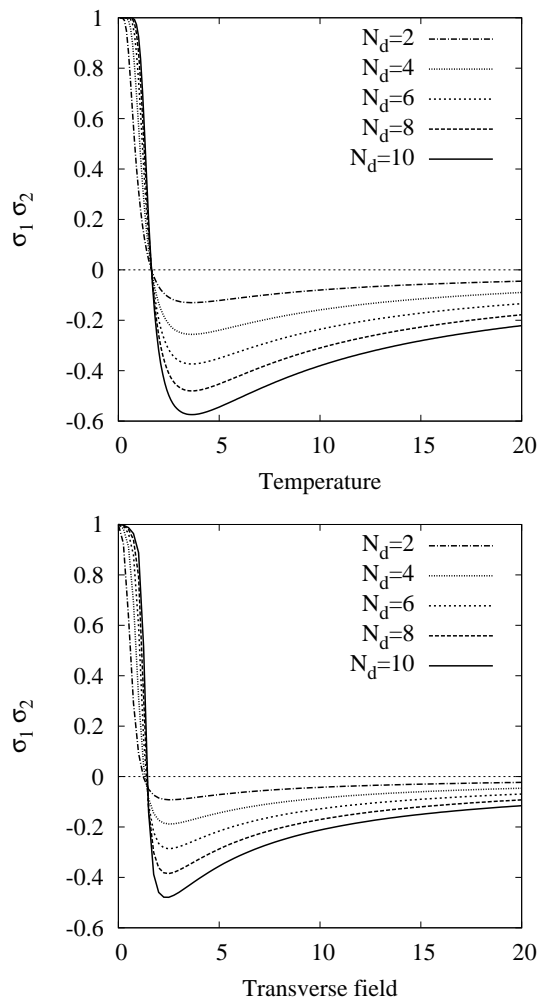 1
0.8
0.6
0.4
0.2
0
-0.2
-0.4
-0.6
0 5 10 15 20
σ₁ σ₂
Temperature
N_d=2
N_d=4
N_d=6
N_d=8
N_d=10
1
0.8
0.6
0.4
0.2
0
-0.2
-0.4
-0.6
0 5 10 15 20
σ₁ σ₂
Transverse field
N_d=2
N_d=4
N_d=6
N_d=8
N_d=10